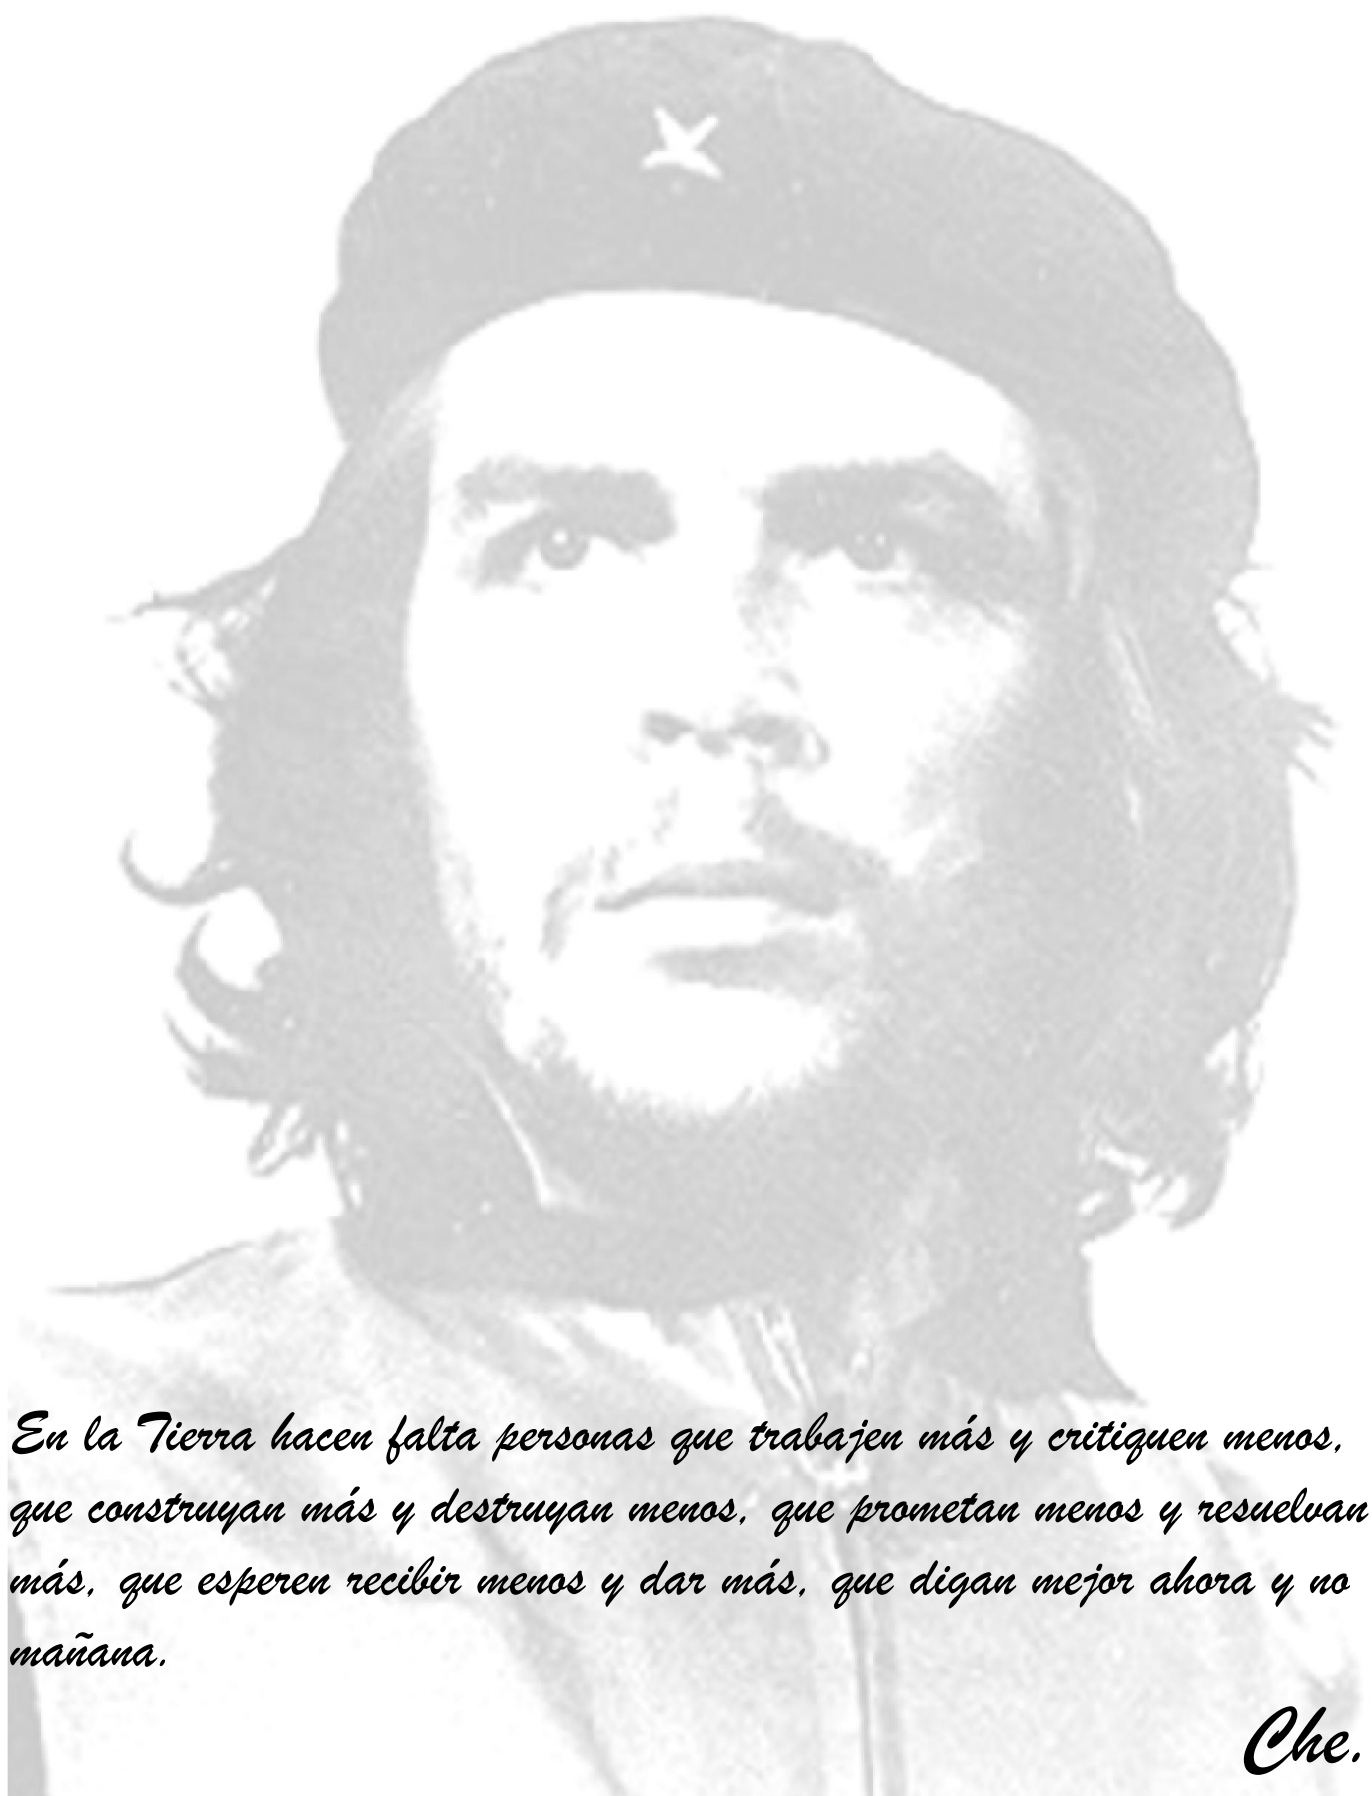 En la Tierra hacen falta personas que trabajen más y critiquen menos,
que construyan más y destruyan menos, que prometan menos y resuelvan
más, que esperen recibir menos y dar más, que digan mejor ahora y no
mañana.
Che.